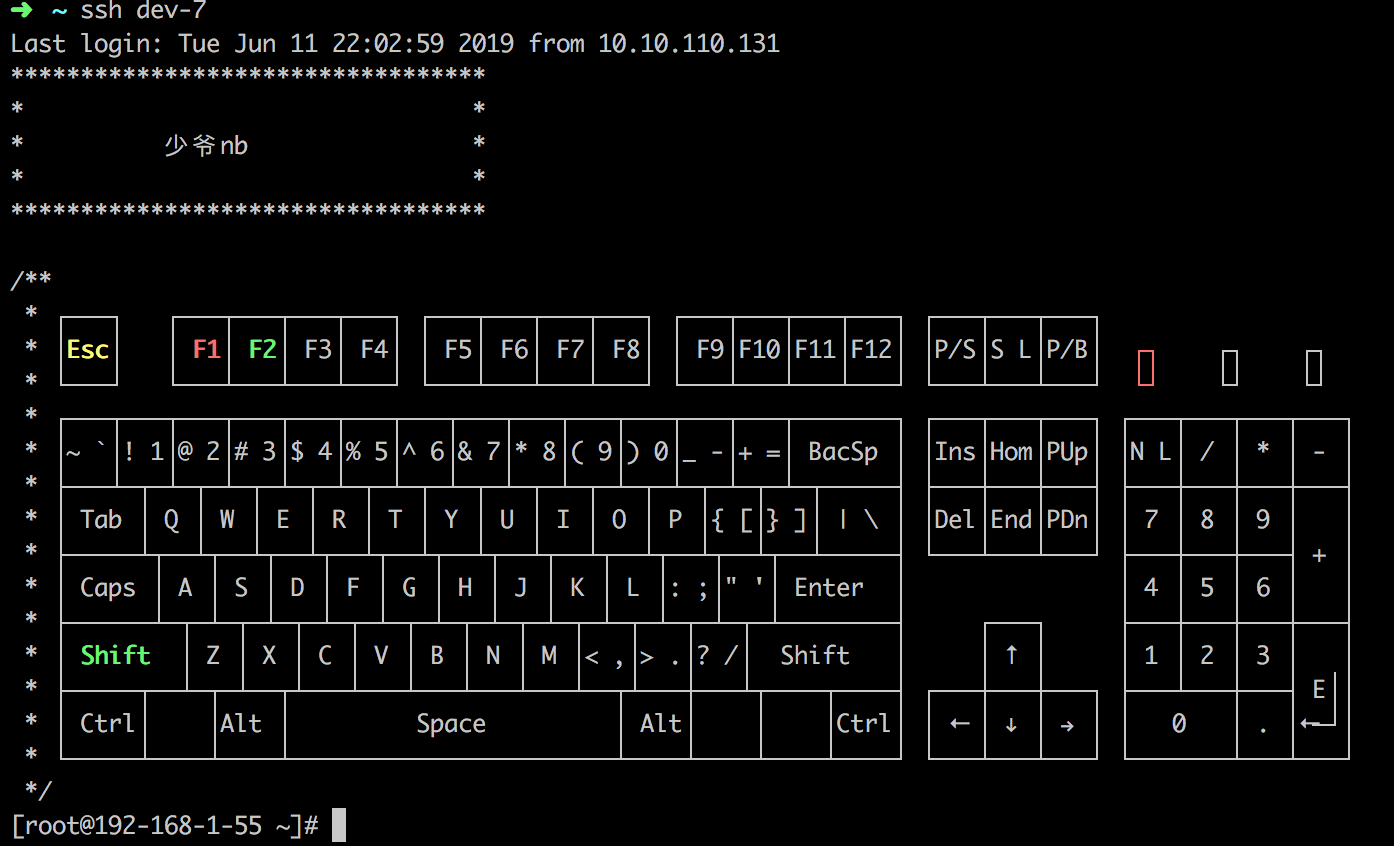 ➜ ~ ssh dev-7
Last login: Tue Jun 11 22:02:59 2019 from 10.10.110.131
**********************************
* *
* 少爷nb *
* *
**********************************
/**
*
* Esc F1 F2 F3 F4 F5 F6 F7 F8 F9 F10 F11 F12 P/S S L P/B
*
*
* ~ ` ! 1 @ 2 # 3 $ 4 % 5 ^ 6 & 7 * 8 ( 9 ) 0 _ - + = BacSp Ins Hom PUp N L / * -
*
* Tab Q W E R T Y U I O P { [ } ] | \ Del End PDn 7 8 9
* +
* Caps A S D F G H J K L : ; " ' Enter 4 5 6
*
* Shift Z X C V B N M < , > . ? / Shift ↑ 1 2 3
* E
* Ctrl Alt Space Alt Ctrl ← ↓ → 0 . ←┘
*
*/
[root@192-168-1-55 ~]#